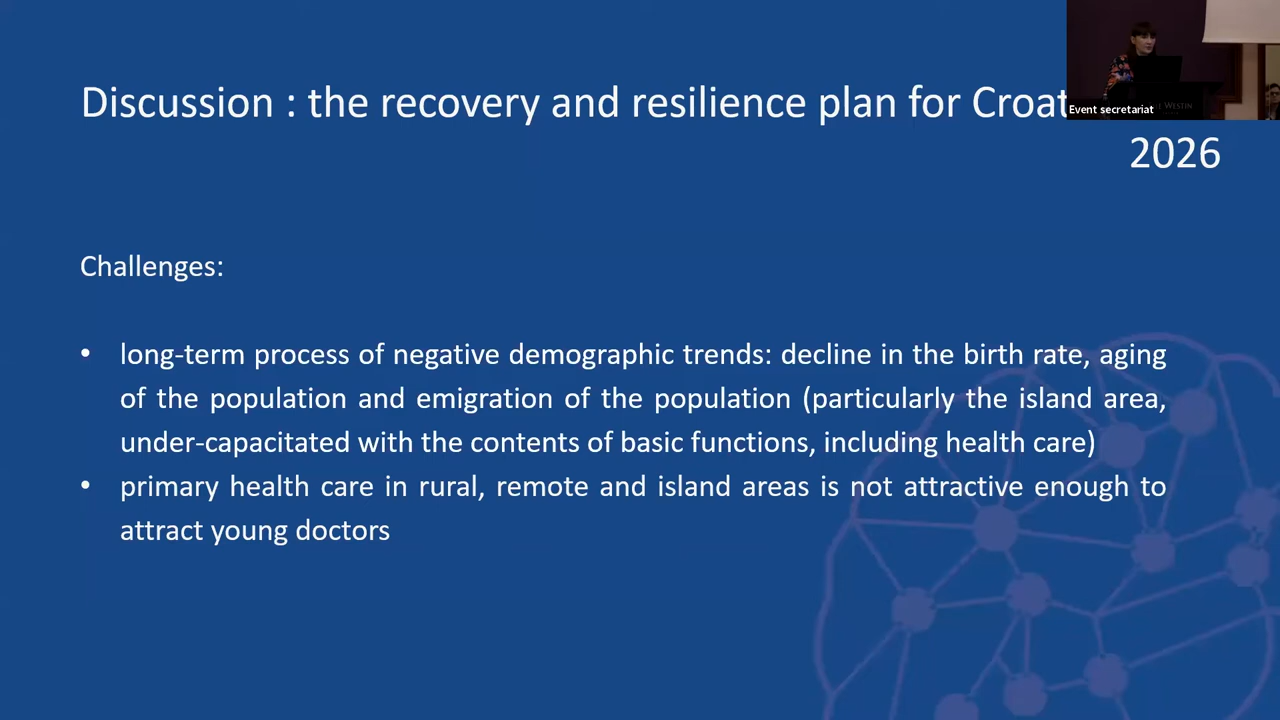 Discussion : the recovery and resilience plan for Croat
2026
Event secretariat
WESTIN
Challenges:
• long-term process of negative demographic trends: decline in the birth rate, aging
of the population and emigration of the population (particularly the island area,
under-capacitated with the contents of basic functions, including health care)
• primary health care in rural, remote and island areas is not attractive enough to
attract young doctors